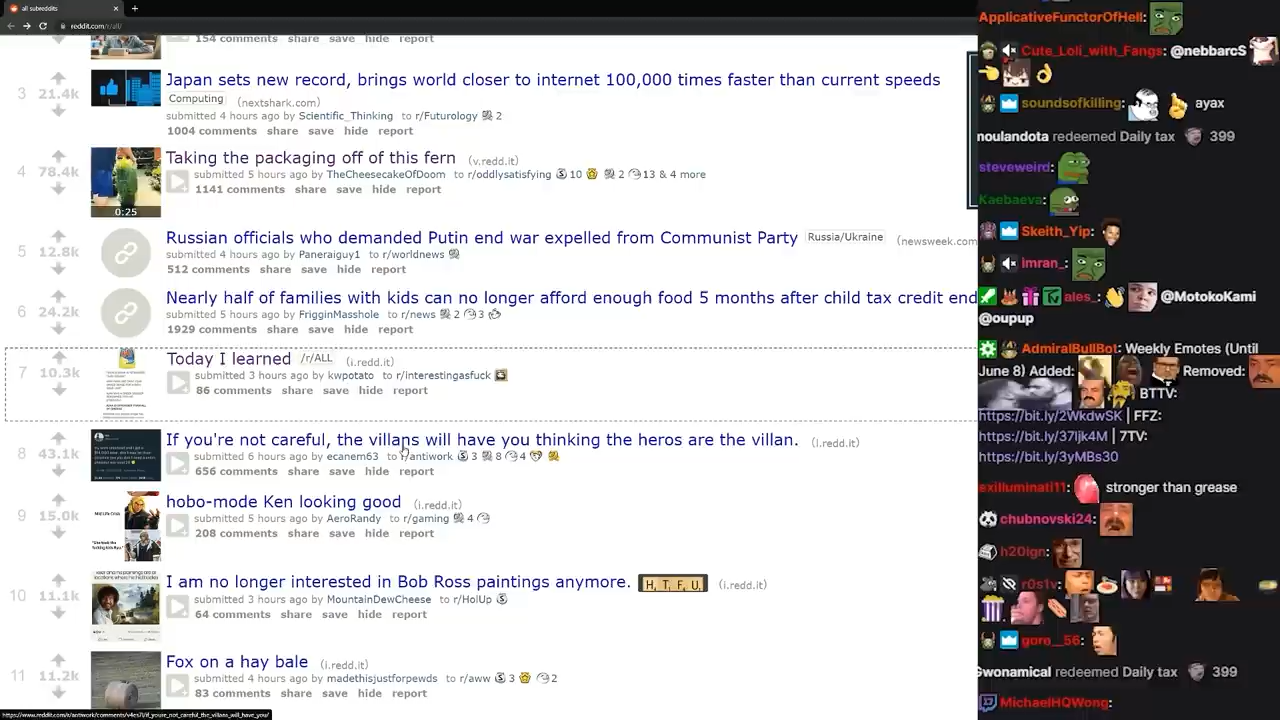 all subreddits
reddit.com/r/all/
154 comments share save hide report
3 21.4k Japan sets new record, brings world closer to internet 100,000 times faster than current speeds
Computing (nextshark.com)
submitted 4 hours ago by Scientific_Thinking to r/Futurology 2
1004 comments share save hide report
4 78.4k Taking the packaging off of this fern (v.redd.it)
submitted 5 hours ago by TheCheesecakeOfDoom to r/oddlysatisfying 10 2 13 & 4 more
1141 comments share save hide report
0:25
5 12.8k Russian officials who demanded Putin end war expelled from Communist Party Russia/Ukraine (newsweek.com
submitted 4 hours ago by Paneraiguy1 to r/worldnews
512 comments share save hide report
6 24.2k Nearly half of families with kids can no longer afford enough food 5 months after child tax credit end
submitted 5 hours ago by FrigginMasshole to r/news 2 3
1929 comments share save hide report
7 10.3k Today I learned /r/ALL (i.redd.it)
submitted 3 hours ago by kwpotato to r/interestingasfuck
86 comments share save hide report
8 43.1k If you're not careful, the villans will have you thinking the heros are the villan. (i.redd.it)
submitted 6 hours ago by ecanem63 to r/antiwork 3 8 4
656 comments share save hide report
9 15.0k hobo-mode Ken looking good (i.redd.it)
submitted 5 hours ago by AeroRandy to r/gaming 4
208 comments share save hide report
Mid Life Crisis
10 11.1k I am no longer interested in Bob Ross paintings anymore. H, T, F, U, (i.redd.it)
submitted 3 hours ago by MountainDewCheese to r/HolUp
64 comments share save hide report
11 11.2k Fox on a hay bale (i.redd.it)
submitted 4 hours ago by madethisjustforpewds to r/aww 3 2
83 comments share save hide report
ApplicativeFunctorOfHell:
Cute_Loli_with_Fangs: @nebbarcS
soundsofkilling: ayax
noulandota redeemed Daily tax 399
steveweird:
Kaebaeva:
Skeith_Yip:
imran_:
ales_: @MotokoKami
@oupup
AdmiralBullBot: Weekly Emotes (Until
June 8) Added: Removed:
BTTV:
https://bit.ly/2WkdwSK | FFZ:
https://bit.ly/37Ijk4M | 7TV:
https://bit.ly/3yMBs30
exilluminati11: stronger than grease
chubnovski24:
h20ign:
r0s1v:
goro__56:
Swonamical redeemed Daily tax 399
MichaelHQWong: